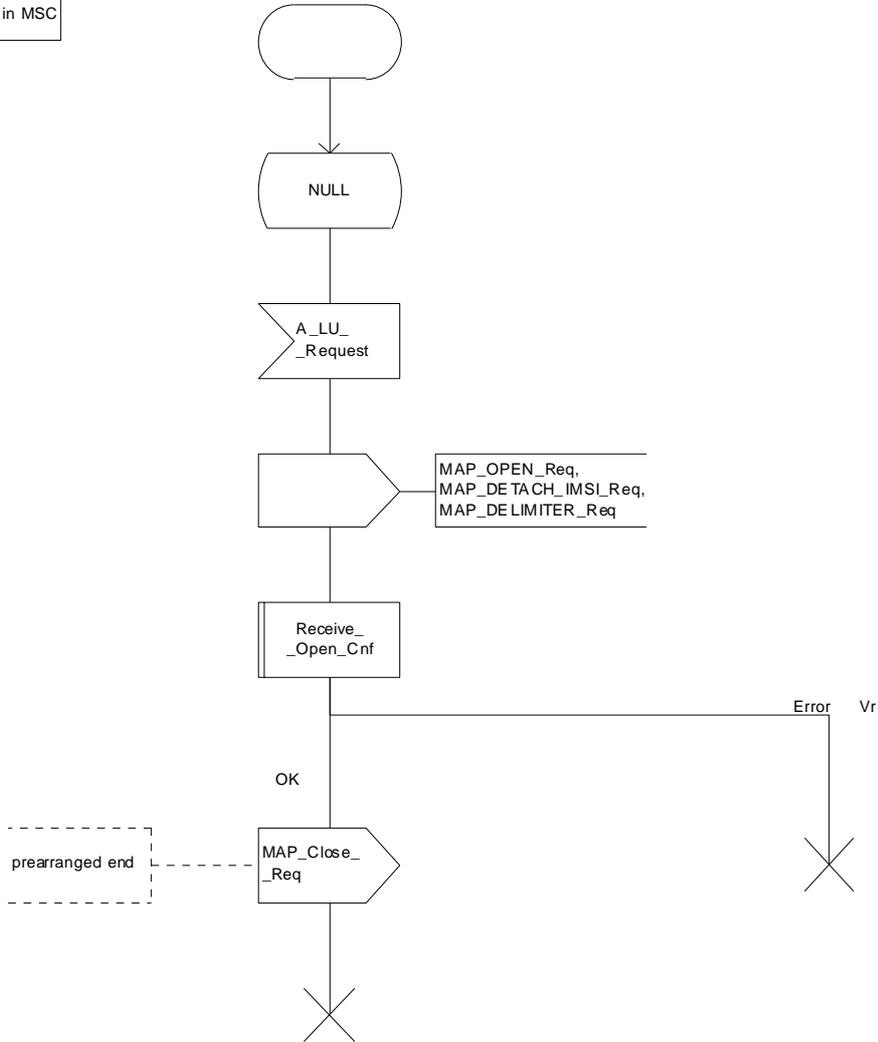 in MSC
NULL
A_LU_
_Request
MAP_OPEN_Req,
MAP_DETACH_IMSI_Req,
MAP_DELIMITER_Req
Receive_
_Open_Cnf
Error Vr
OK
prearranged end
MAP_Close_
_Req